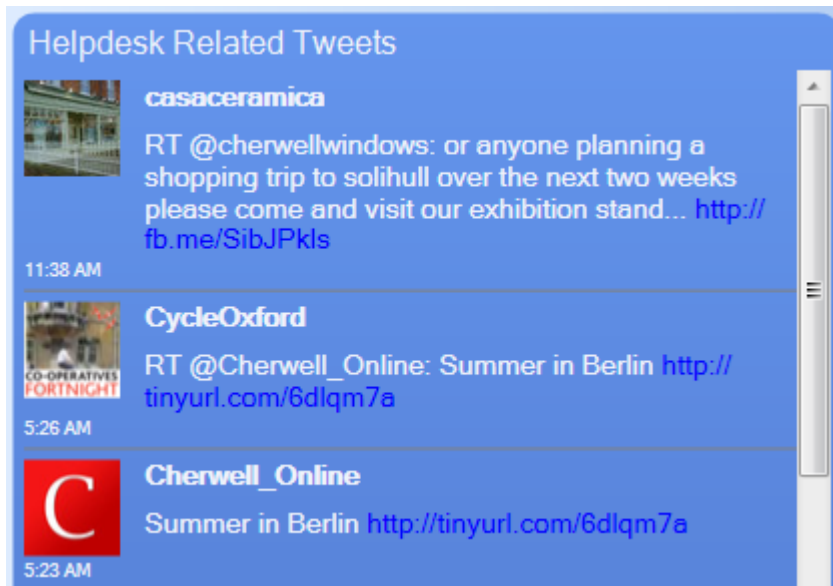 Helpdesk Related Tweets
casaceramica
RT @cherwellwindows: or anyone planning a
shopping trip to solihull over the next two weeks
please come and visit our exhibition stand... http://
fb.me/SibJPkls
11:38 AM
CycleOxford
RT @Cherwell_Online: Summer in Berlin http://
tinyurl.com/6dlqm7a
CO-OPERATIVES
FORTNIGHT
5:26 AM
Cherwell_Online
C
Summer in Berlin http://tinyurl.com/6dlqm7a
5:23 AM